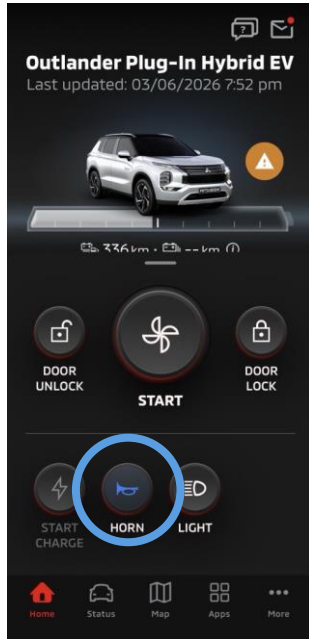 Outlander Plug-In Hybrid EV
Last updated: 03/06/2026 7:52 pm
336 km · -- km
DOOR UNLOCK
START
DOOR LOCK
START CHARGE
HORN
LIGHT
Home
Status
Map
Apps
More